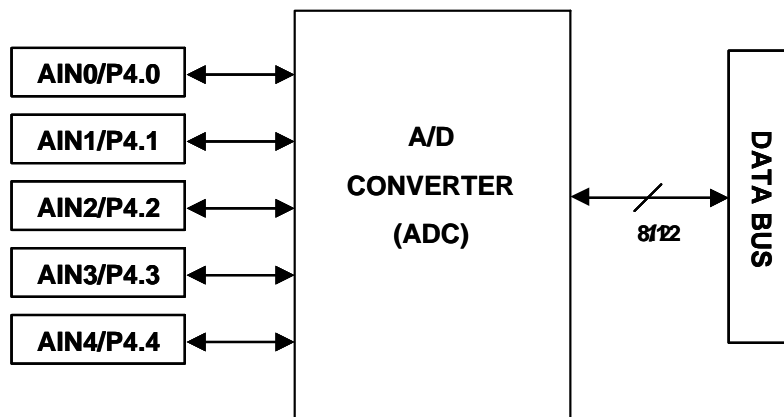 AIN0/P4.0
AIN1/P4.1
AIN2/P4.2
AIN3/P4.3
AIN4/P4.4
A/D
CONVERTER
(ADC)
8/12
DATA BUS